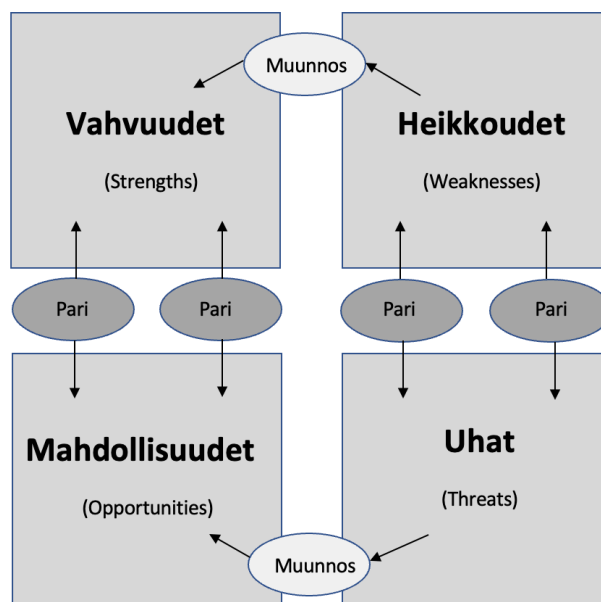 Muunnos
Vahvuudet
(Strengths)
Heikkoudet
(Weaknesses)
Pari
Pari
Pari
Pari
Mahdollisuudet
(Opportunities)
Uhat
(Threats)
Muunnos